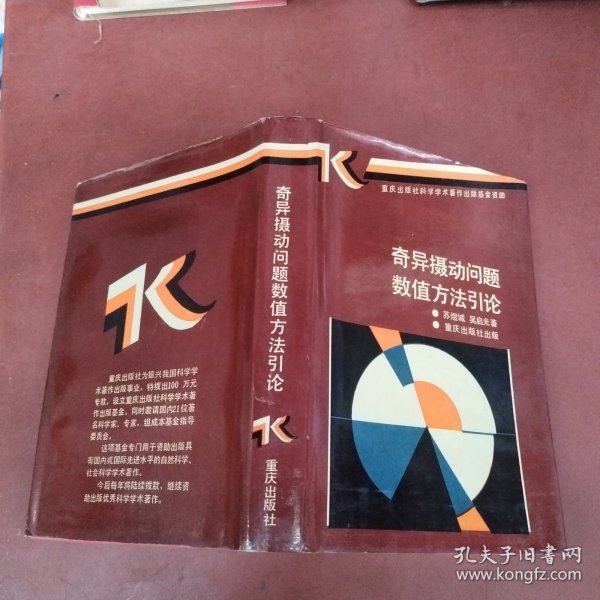 重庆出版社科学学术著作出版基金资助
奇异摄动问题
数值方法引论
●苏煜城 吴启光著
●重庆出版社出版
奇异摄动问题数值方法引论
重庆出版社
重庆出版社为振兴我国科学学
术著作出版事业,特拨出100 万元
专款,设立重庆出版社科学学术著
作出版基金,同时邀请国内21位著
名科学家、专家,组成本基金指导
委员会。
这项基金专门用于资助出版具
有国内或国际先进水平的自然科学、
社会科学学术著作。
今后每年将陆续拨款,继续资
助出版优秀科学学术著作。
孔夫子旧书网
www.kongfz.com